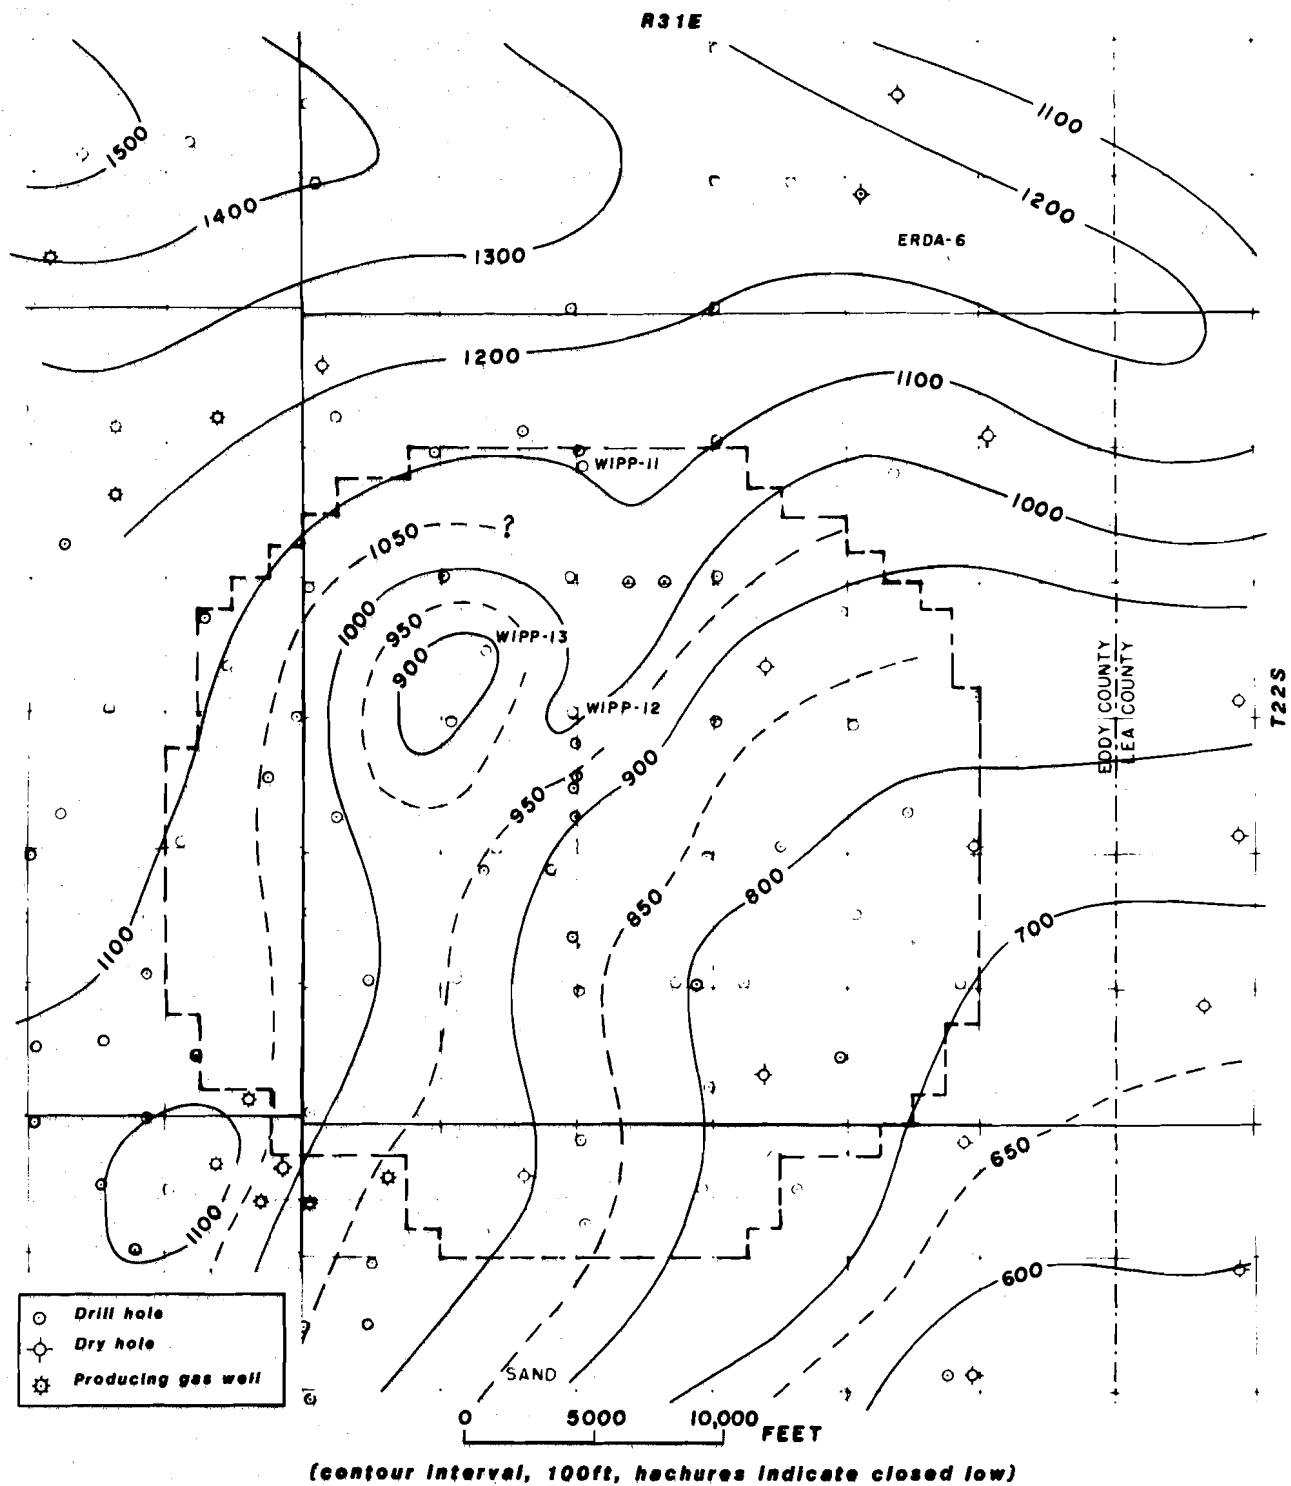 R31E
1500
1100
1400
1200
ERDA-6
1300
1200
1100
WIPP-11
1000
1050
?
1000
950
WIPP-13
900
WIPP-12
EDDY COUNTY
LEA COUNTY
T22S
900
950
800
850
700
1100
650
1100
600
Drill hole
Dry hole
Producing gas well
SAND
0 5000 10,000 FEET
(contour interval, 100ft, hachures indicate closed low)